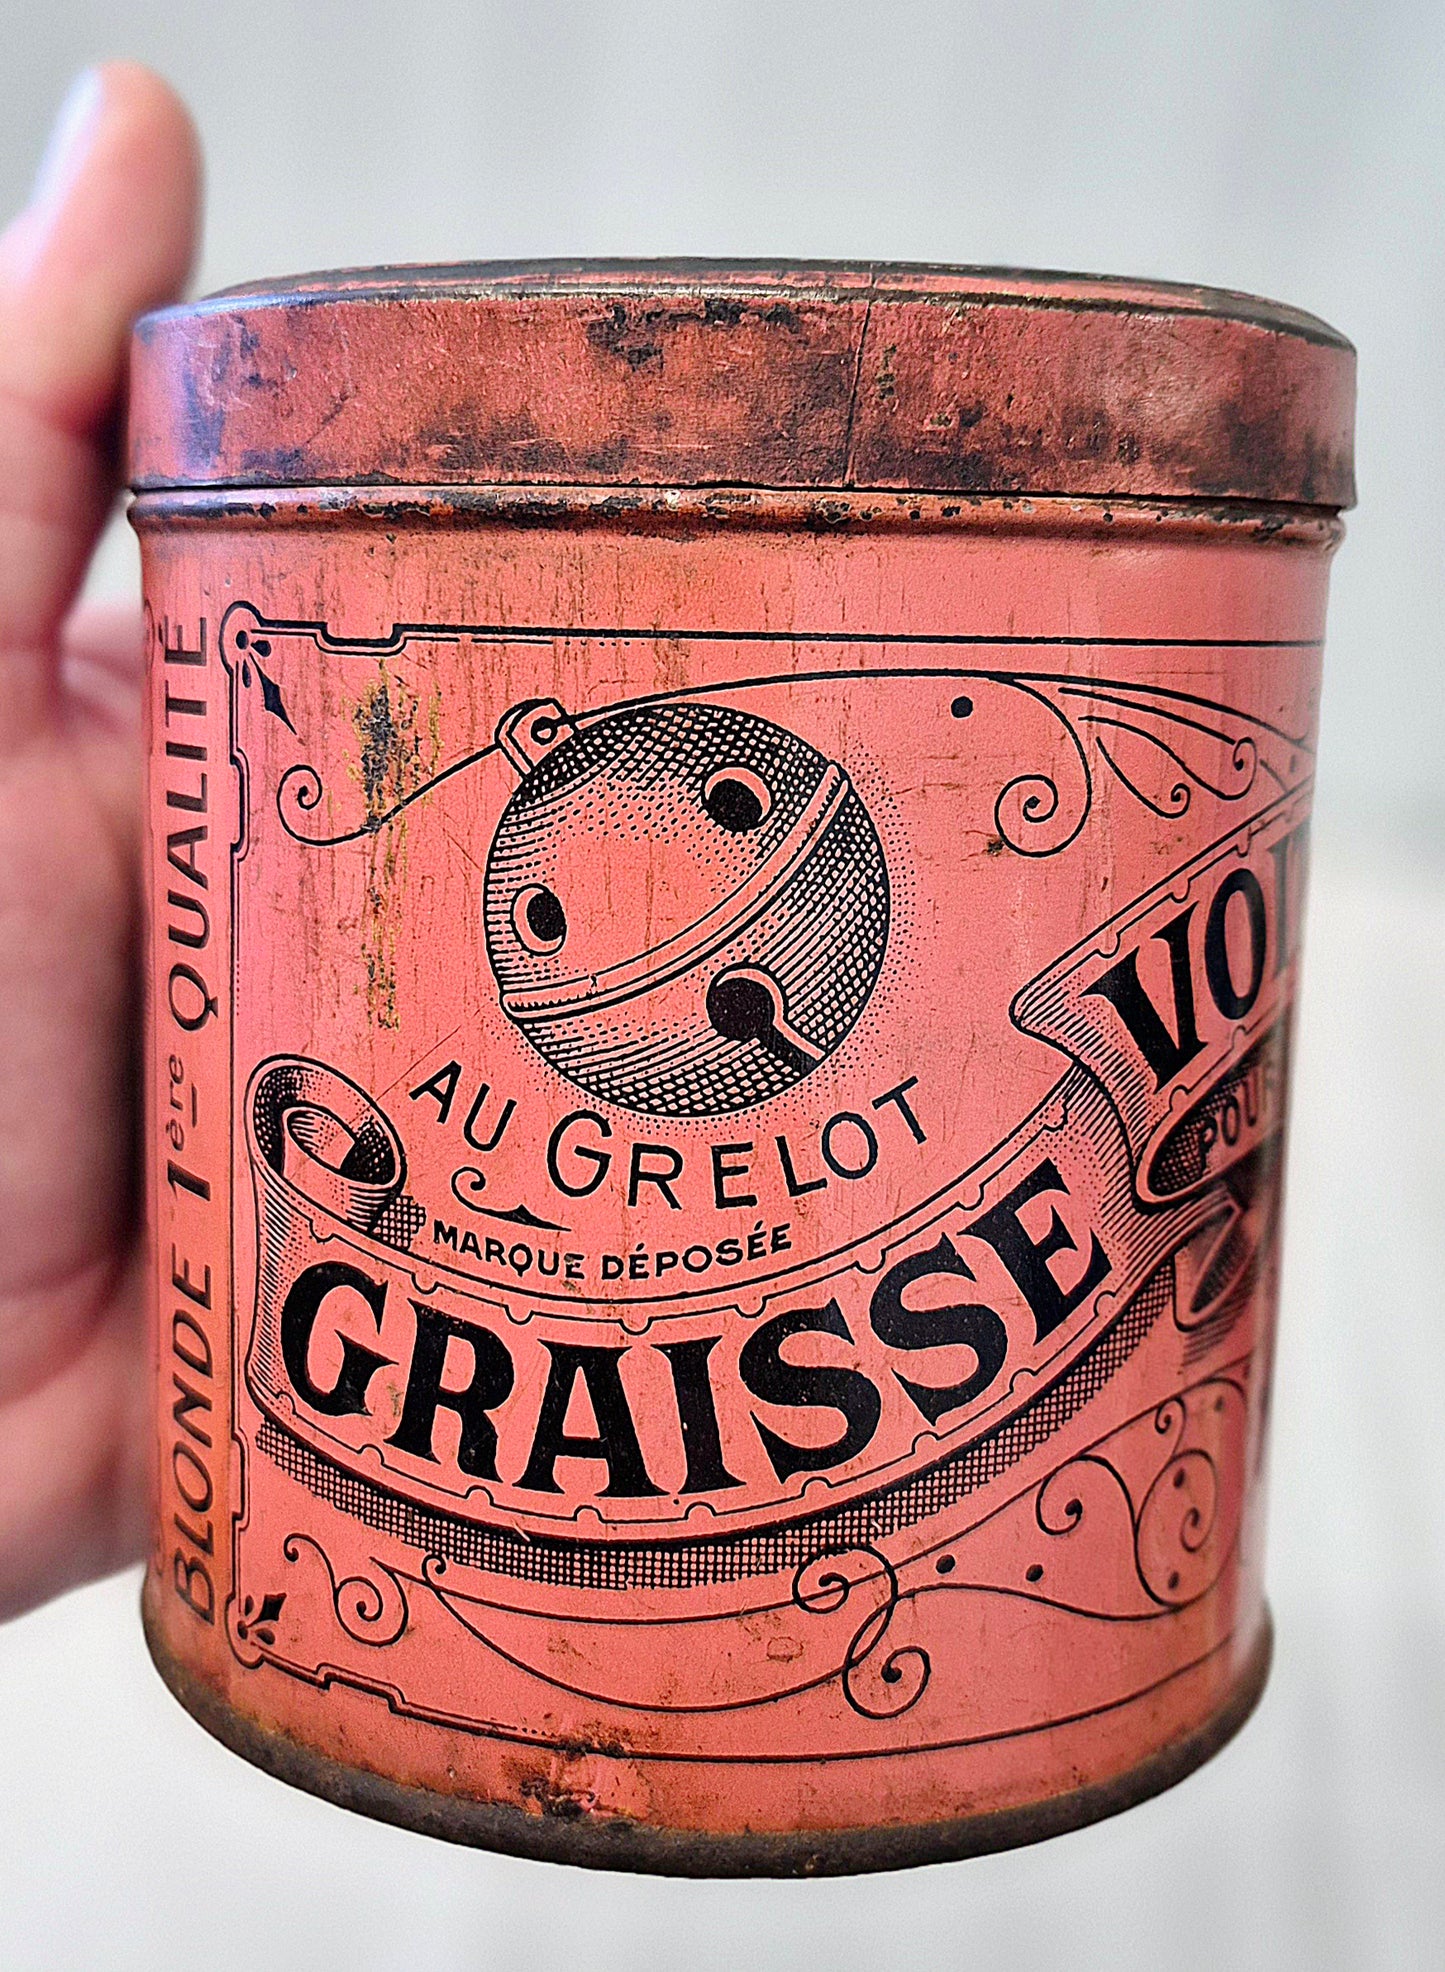 BLONDE 1ère QUALITÉ
AU GRELOT
MARQUE DÉPOSÉE
GRAISSE